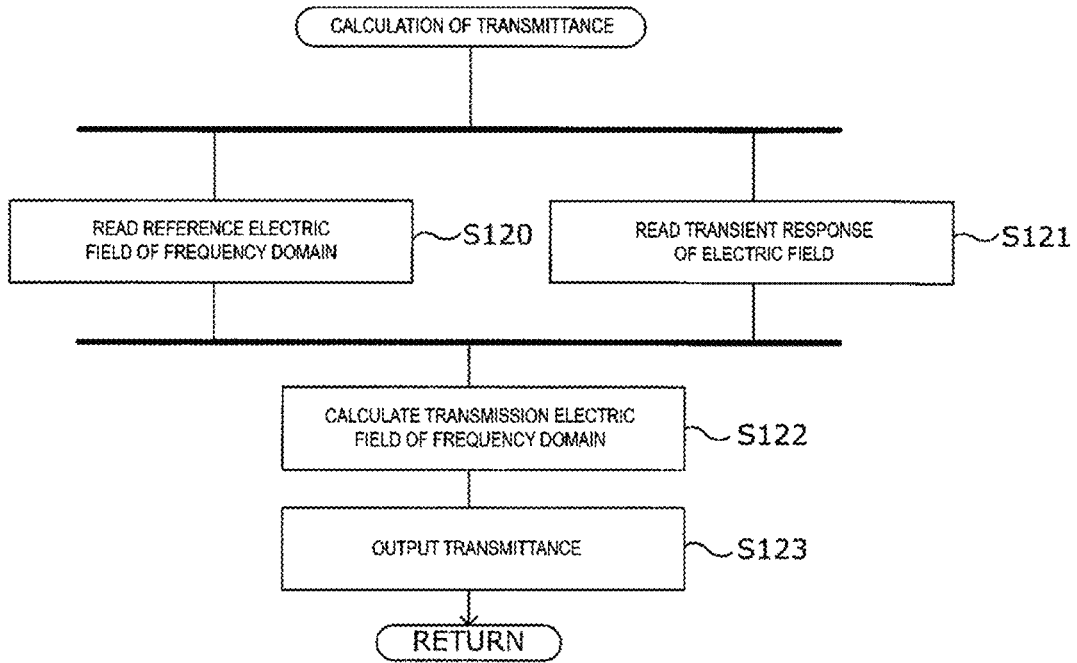 CALCULATION OF TRANSMITTANCE
READ REFERENCE ELECTRIC
FIELD OF FREQUENCY DOMAIN
S120
READ TRANSIENT RESPONSE
OF ELECTRIC FIELD
S121
CALCULATE TRANSMISSION ELECTRIC
FIELD OF FREQUENCY DOMAIN
S122
OUTPUT TRANSMITTANCE
S123
RETURN